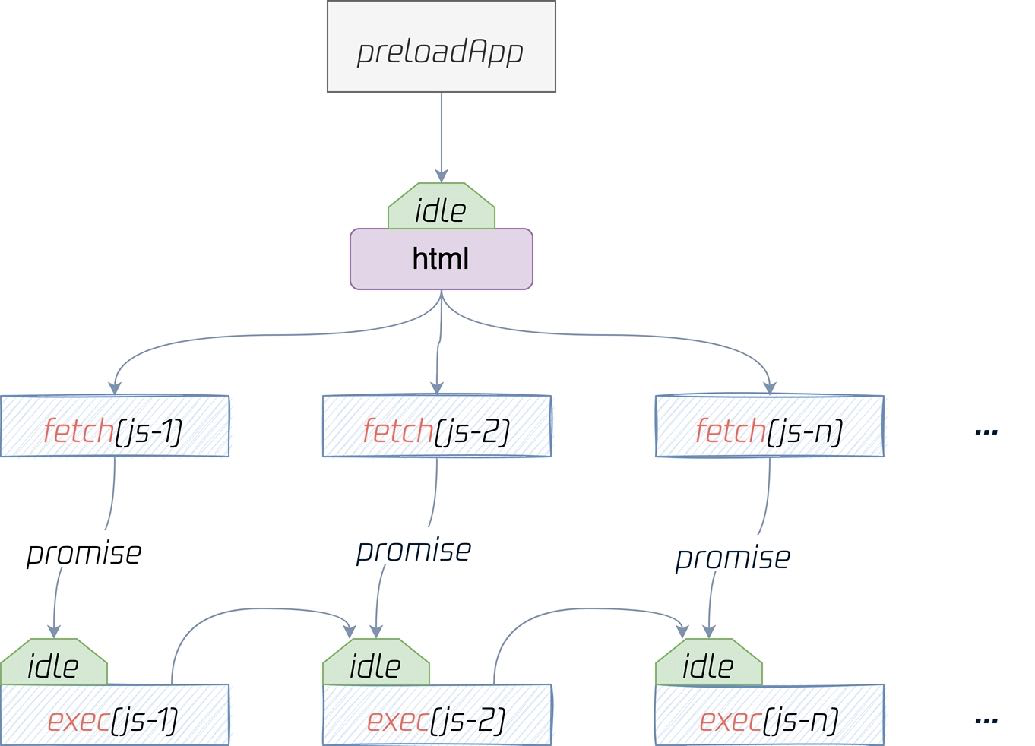 preloadApp
idle
html
fetch(js-1)
fetch(js-2)
fetch(js-n)
...
promise
promise
promise
idle
idle
idle
exec(js-1)
exec(js-2)
exec(js-n)
...